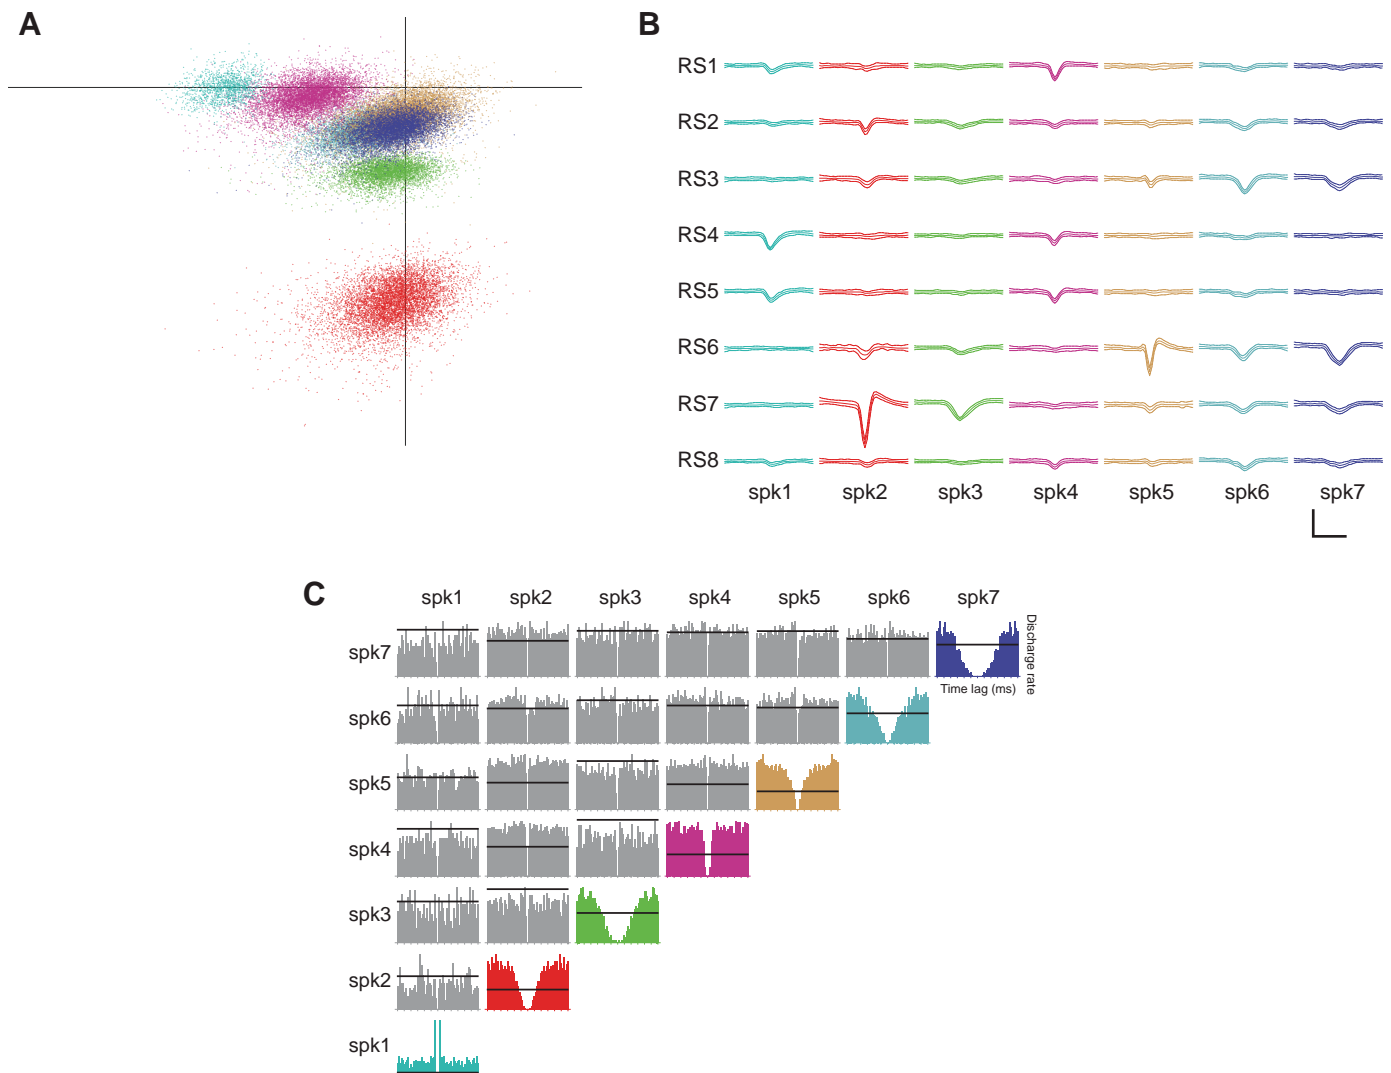 A
B
RS1
RS2
RS3
RS4
RS5
RS6
RS7
RS8
spk1 spk2 spk3 spk4 spk5 spk6 spk7
C
spk1 spk2 spk3 spk4 spk5 spk6 spk7
spk7
Discharge rate
Time lag (ms)
spk6
spk5
spk4
spk3
spk2
spk1